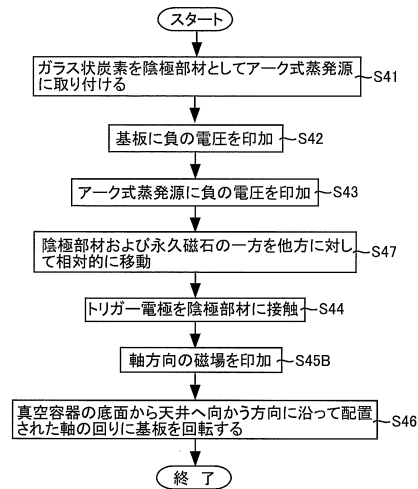 スタート
ガラス状炭素を陰極部材としてアーク式蒸発源
に取り付ける
S41
基板に負の電圧を印加
S42
アーク式蒸発源に負の電圧を印加
S43
陰極部材および永久磁石の一方を他方に対し
て相対的に移動
S47
トリガー電極を陰極部材に接触
S44
軸方向の磁場を印加
S45B
真空容器の底面から天井へ向かう方向に沿って配置
された軸の回りに基板を回転する
S46
終 了